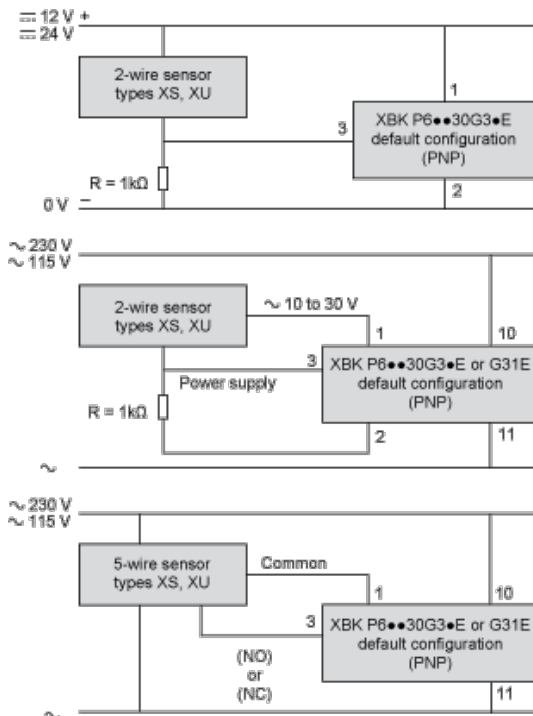 ⎓ 12 V +
⎓ 24 V
2-wire sensor
types XS, XU
1
3
XBK P6●●30G3●E
default configuration
(PNP)
R = 1kΩ
2
0 V −
∼ 230 V
∼ 115 V
2-wire sensor
types XS, XU
∼ 10 to 30 V
1
10
3
XBK P6●●30G3●E or G31E
default configuration
(PNP)
Power supply
R = 1kΩ
2
11
∼
∼ 230 V
∼ 115 V
5-wire sensor
types XS, XU
Common
1
10
3
XBK P6●●30G3●E or G31E
default configuration
(PNP)
(NO)
or
(NC)
11
∼